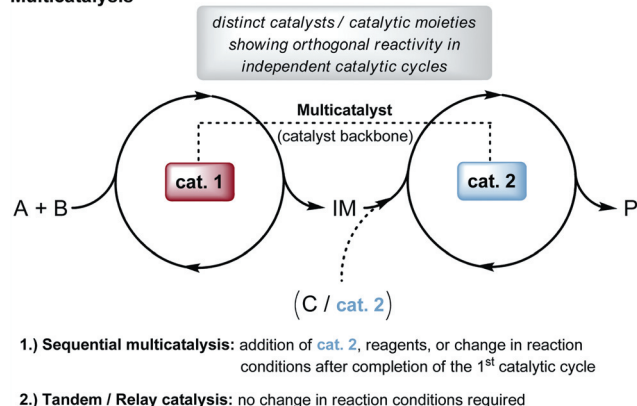 Multicatalysis
distinct catalysts / catalytic moieties
showing orthogonal reactivity in
independent catalytic cycles
Multicatalyst
(catalyst backbone)
cat. 1
cat. 2
A + B
IM
P
(C / cat. 2)
1.) Sequential multicatalysis: addition of cat. 2, reagents, or change in reaction
conditions after completion of the 1st catalytic cycle
2.) Tandem / Relay catalysis: no change in reaction conditions required